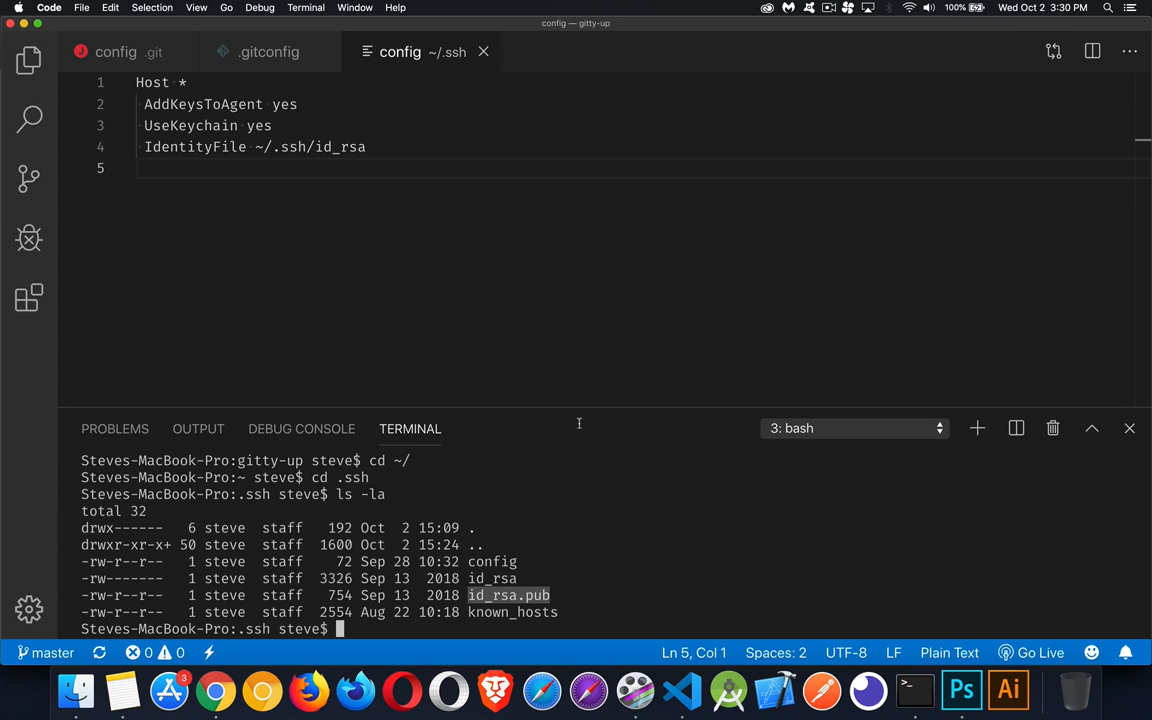 Code File Edit Selection View Go Debug Terminal Window Help 100% Wed Oct 2 3:30 PM
config — gitty-up
config .git .gitconfig config ~/.ssh
1 Host *
2 AddKeysToAgent yes
3 UseKeychain yes
4 IdentityFile ~/.ssh/id_rsa
5
PROBLEMS OUTPUT DEBUG CONSOLE TERMINAL 3: bash
Steves-MacBook-Pro:gitty-up steve$ cd ~/
Steves-MacBook-Pro:~ steve$ cd .ssh
Steves-MacBook-Pro:.ssh steve$ ls -la
total 32
drwx------ 6 steve staff 192 Oct 2 15:09 .
drwxr-xr-x+ 50 steve staff 1600 Oct 2 15:24 ..
-rw-r--r-- 1 steve staff 72 Sep 28 10:32 config
-rw------- 1 steve staff 3326 Sep 13 2018 id_rsa
-rw-r--r-- 1 steve staff 754 Sep 13 2018 id_rsa.pub
-rw-r--r-- 1 steve staff 2554 Aug 22 10:18 known_hosts
Steves-MacBook-Pro:.ssh steve$
master 0 0 Ln 5, Col 1 Spaces: 2 UTF-8 LF Plain Text Go Live
3 >_ Ps Ai